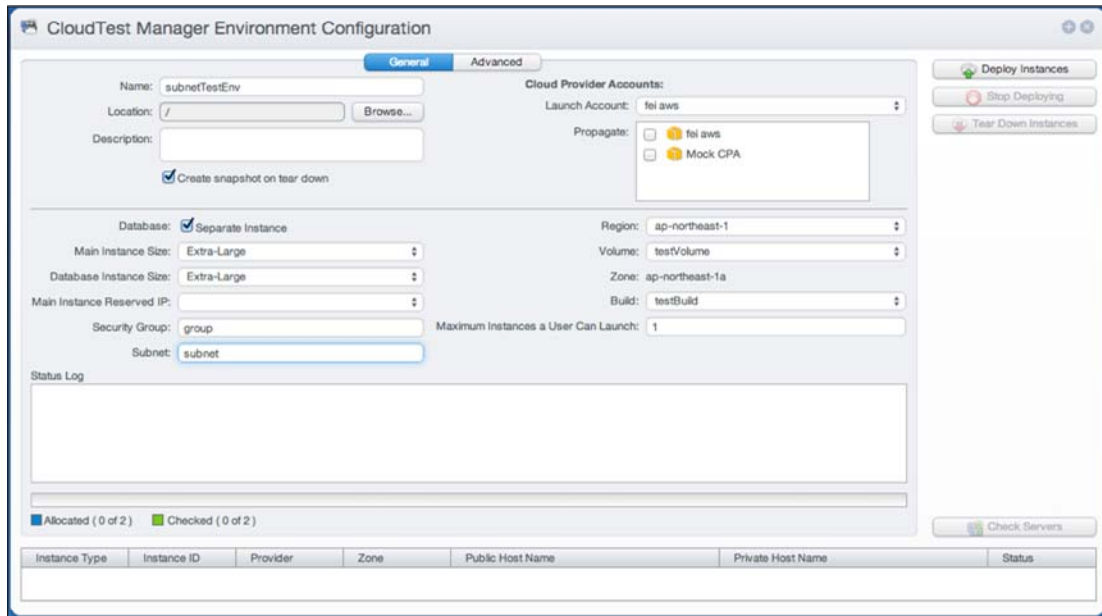 CloudTest Manager Environment Configuration
General Advanced
Name: subnetTestEnv
Location: / Browse...
Description:
Create snapshot on tear down
Cloud Provider Accounts:
Launch Account: fei aws
Propagate: fei aws
Mock CPA
Deploy Instances
Stop Deploying
Tear Down Instances
Database: Separate Instance
Main Instance Size: Extra-Large
Database Instance Size: Extra-Large
Main Instance Reserved IP:
Security Group: group
Subnet: subnet
Region: ap-northeast-1
Volume: testVolume
Zone: ap-northeast-1a
Build: testBuild
Maximum Instances a User Can Launch: 1
Status Log
Allocated ( 0 of 2 ) Checked ( 0 of 2 )
Check Servers
Instance Type Instance ID Provider Zone Public Host Name Private Host Name Status